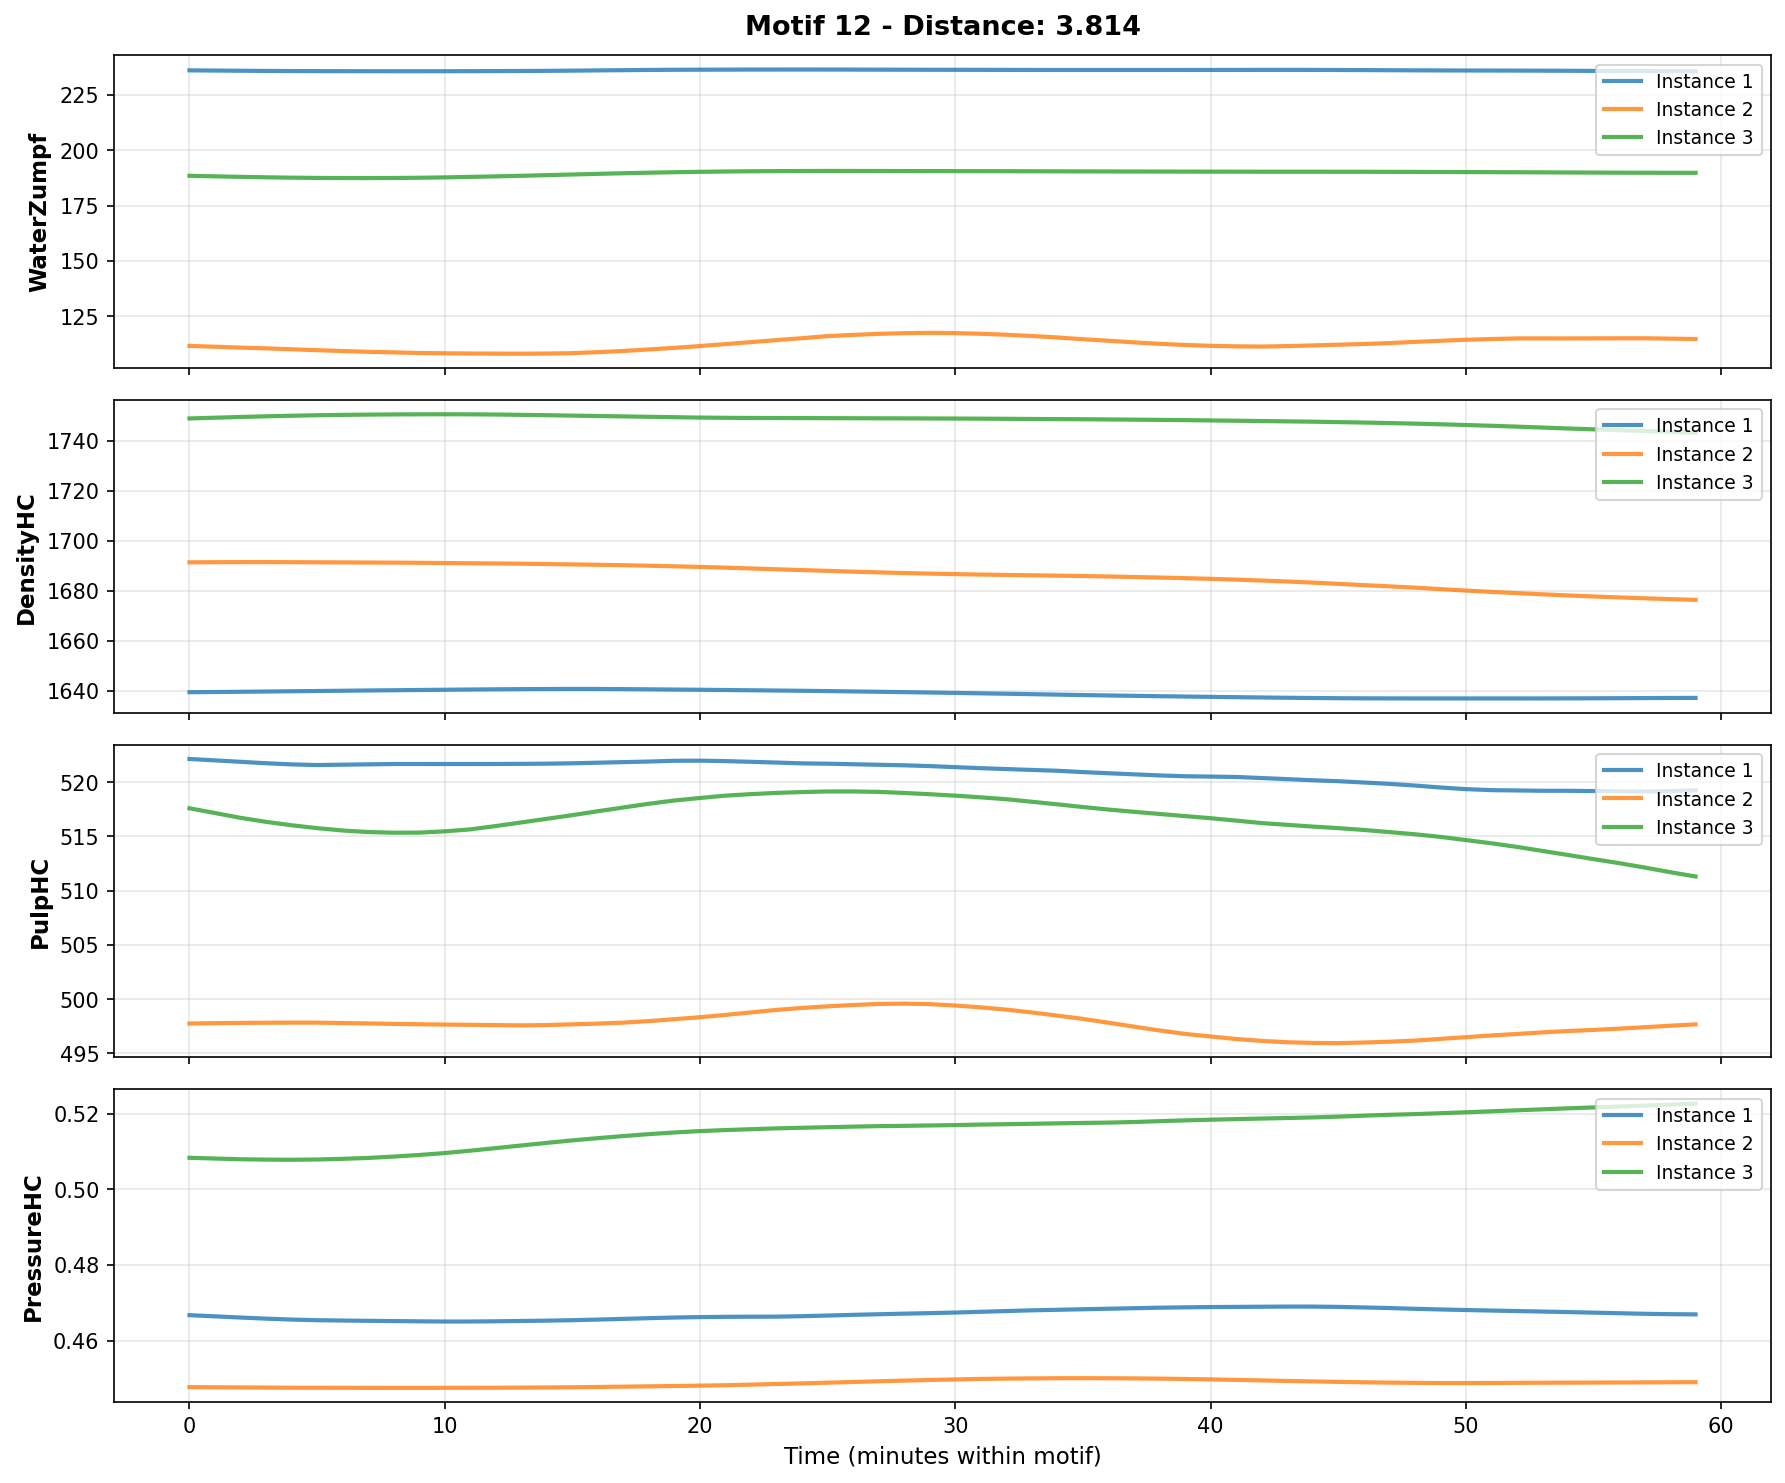 Motif 12 - Distance: 3.814
WaterZumpf
225
200
175
150
125
Instance 1
Instance 2
Instance 3
DensityHC
1740
1720
1700
1680
1660
1640
Instance 1
Instance 2
Instance 3
PulpHC
520
515
510
505
500
495
Instance 1
Instance 2
Instance 3
PressureHC
0.52
0.50
0.48
0.46
Instance 1
Instance 2
Instance 3
0 10 20 30 40 50 60
Time (minutes within motif)